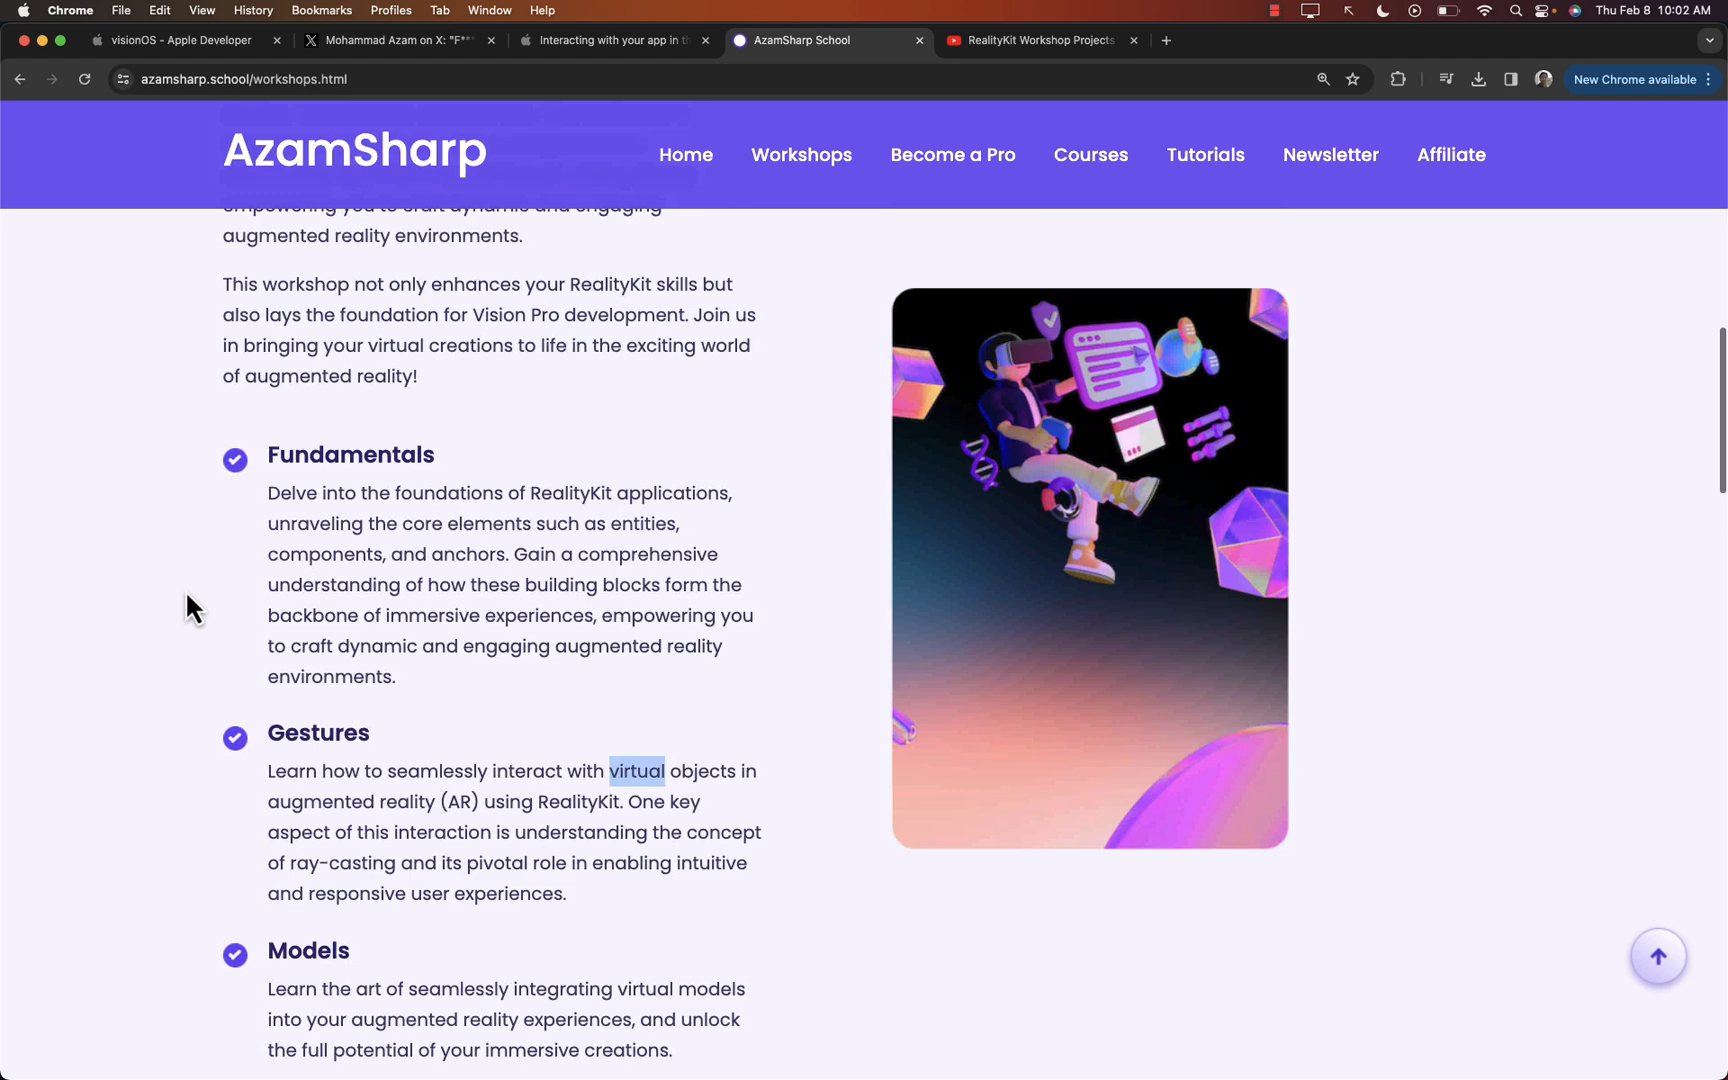 Chrome File Edit View History Bookmarks Profiles Tab Window Help Thu Feb 8 10:02 AM
visionOS - Apple Developer Mohammad Azam on X: "F** Interacting with your app in th AzamSharp School RealityKit Workshop Projects
azamsharp.school/workshops.html New Chrome available
AzamSharp Home Workshops Become a Pro Courses Tutorials Newsletter Affiliate
empowering you to craft dynamic and engaging
augmented reality environments.
This workshop not only enhances your RealityKit skills but
also lays the foundation for Vision Pro development. Join us
in bringing your virtual creations to life in the exciting world
of augmented reality!
Fundamentals
Delve into the foundations of RealityKit applications,
unraveling the core elements such as entities,
components, and anchors. Gain a comprehensive
understanding of how these building blocks form the
backbone of immersive experiences, empowering you
to craft dynamic and engaging augmented reality
environments.
Gestures
Learn how to seamlessly interact with virtual objects in
augmented reality (AR) using RealityKit. One key
aspect of this interaction is understanding the concept
of ray-casting and its pivotal role in enabling intuitive
and responsive user experiences.
Models
Learn the art of seamlessly integrating virtual models
into your augmented reality experiences, and unlock
the full potential of your immersive creations.